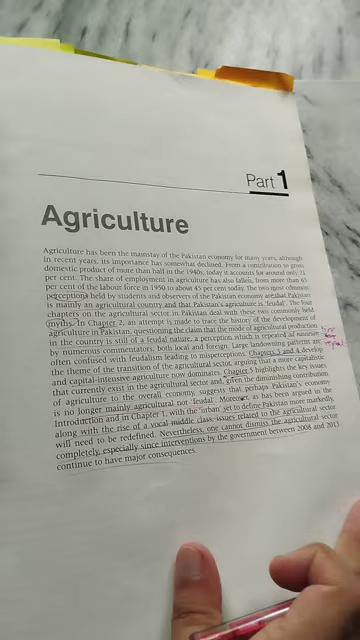 Part 1
Agriculture
Agriculture has been the mainstay of the Pakistan economy for many years, although
in recent years, its importance has somewhat declined. From a contribution to gross
domestic product of more than half in the 1940s, today it accounts for around only 21
per cent. The share of employment in agriculture has also fallen, from more than 65
per cent of the labour force in 1950 to about 45 per cent today. The two most common
perceptions held by students and observers of the Pakistan economy are that Pakistan
is mainly an agricultural country and that Pakistan's agriculture is 'feudal'. The four
chapters on the agricultural sector in Pakistan deal with these two commonly held
myths. In Chapter 2, an attempt is made to trace the history of the development of
agriculture in Pakistan, questioning the claim that the mode of agricultural production
in the country is still of a feudal nature, a perception which is repeated ad nauseam
by numerous commentators, both local and foreign. Large landowning patterns are
often confused with feudalism leading to misperceptions. Chapters 3 and 4 develop
the theme of the transition of the agricultural sector, arguing that a more capitalist
and capital-intensive agriculture now dominates. Chapter 5 highlights the key issues
that currently exist in the agricultural sector and, given the diminishing contribution
of agriculture to the overall economy, suggests that perhaps Pakistan's economy
is no longer mainly agricultural nor 'feudal'. Moreover, as has been argued in the
Introduction and in Chapter 1, with the 'urban' yet to define Pakistan more markedly,
along with the rise of a vocal middle class, issues related to the agricultural sector
will need to be redefined. Nevertheless, one cannot dismiss the agricultural sector
completely, especially since interventions by the government between 2008 and 2013
continue to have major consequences.